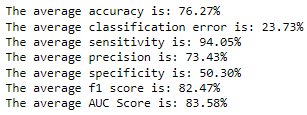 The average accuracy is: 76.27%
The average classification error is: 23.73%
The average sensitivity is: 94.05%
The average precision is: 73.43%
The average specificity is: 50.30%
The average f1 score is: 82.47%
The average AUC Score is: 83.58%